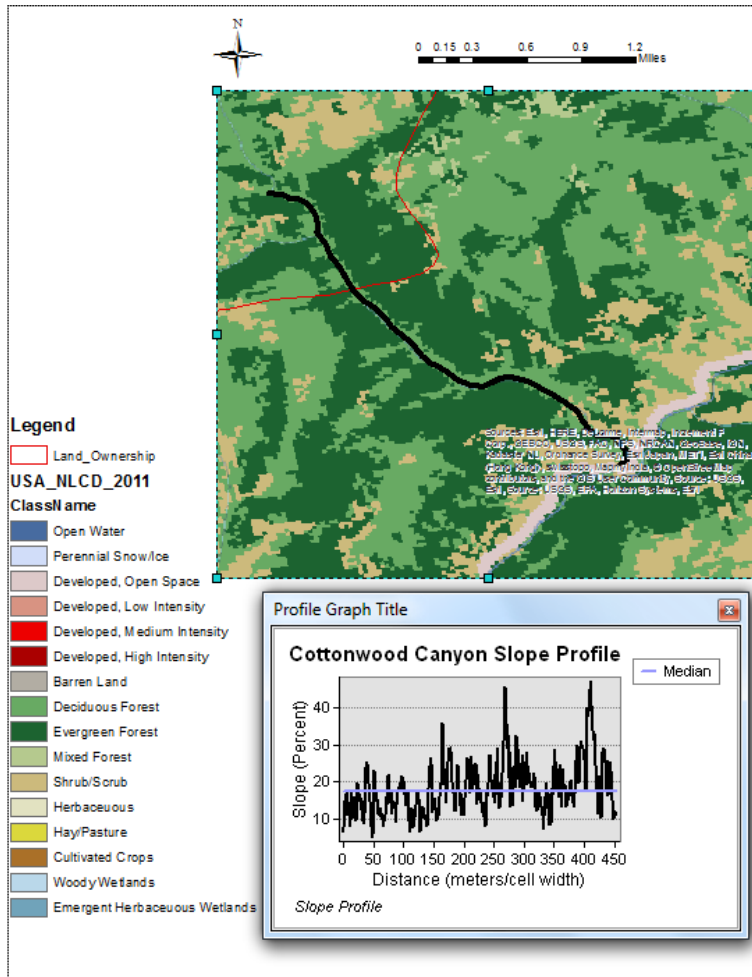 N
0 0.15 0.3 0.6 0.9 1.2
Miles
Legend
Land_Ownership
USA_NLCD_2011
ClassName
Open Water
Perennial Snow/Ice
Developed, Open Space
Developed, Low Intensity
Developed, Medium Intensity
Developed, High Intensity
Barren Land
Deciduous Forest
Evergreen Forest
Mixed Forest
Shrub/Scrub
Herbaceuous
Hay/Pasture
Cultivated Crops
Woody Wetlands
Emergent Herbaceuous Wetlands
Profile Graph Title
Cottonwood Canyon Slope Profile
Median
Slope (Percent)
40
30
20
10
0 50 100 150 200 250 300 350 400 450
Distance (meters/cell width)
Slope Profile